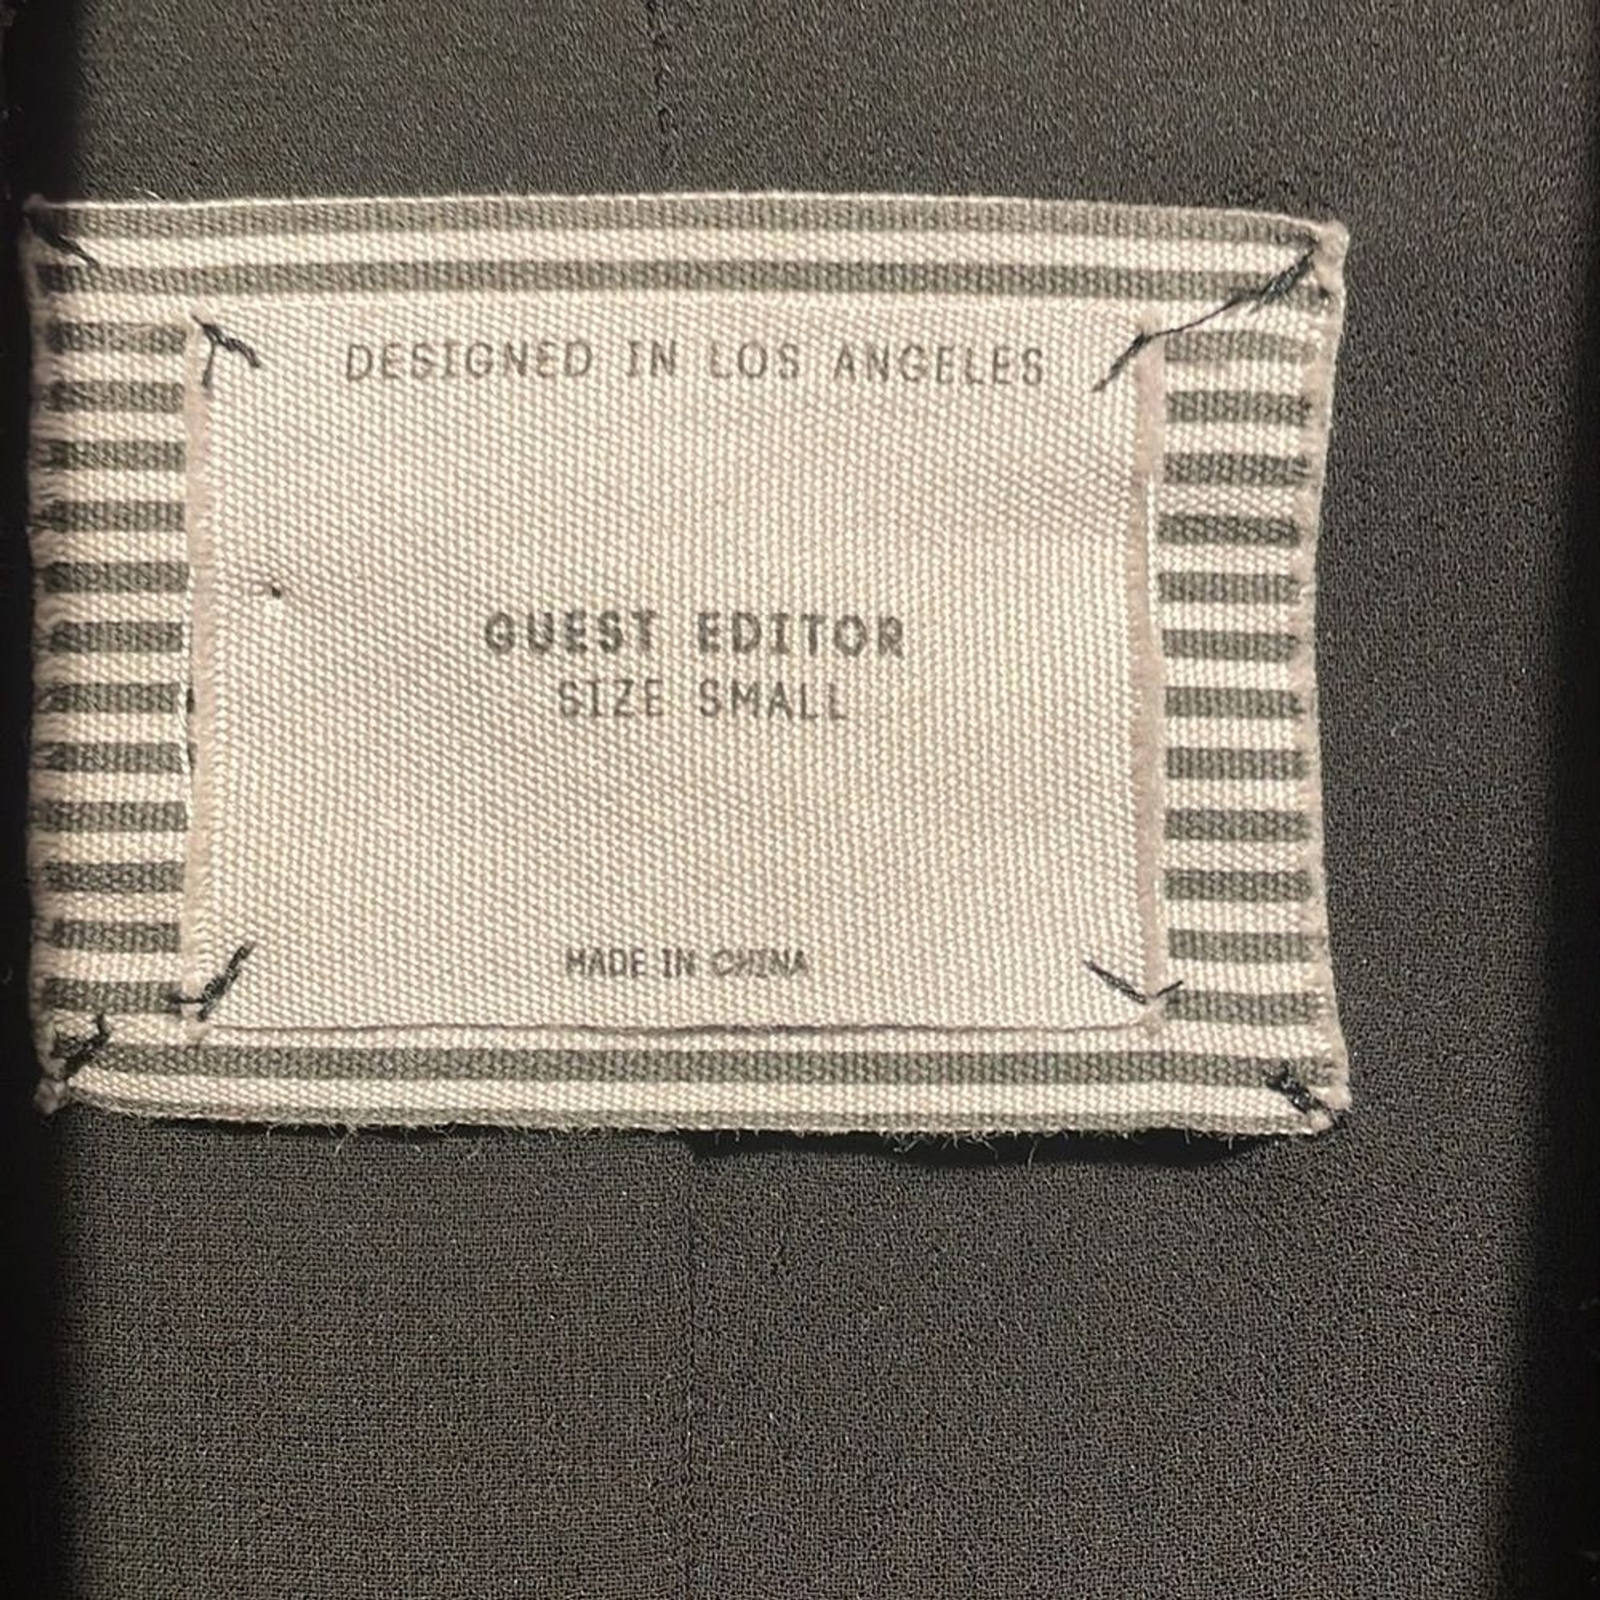 DESIGNED IN LOS ANGELES
GUEST EDITOR
SIZE SMALL
MADE IN CHINA